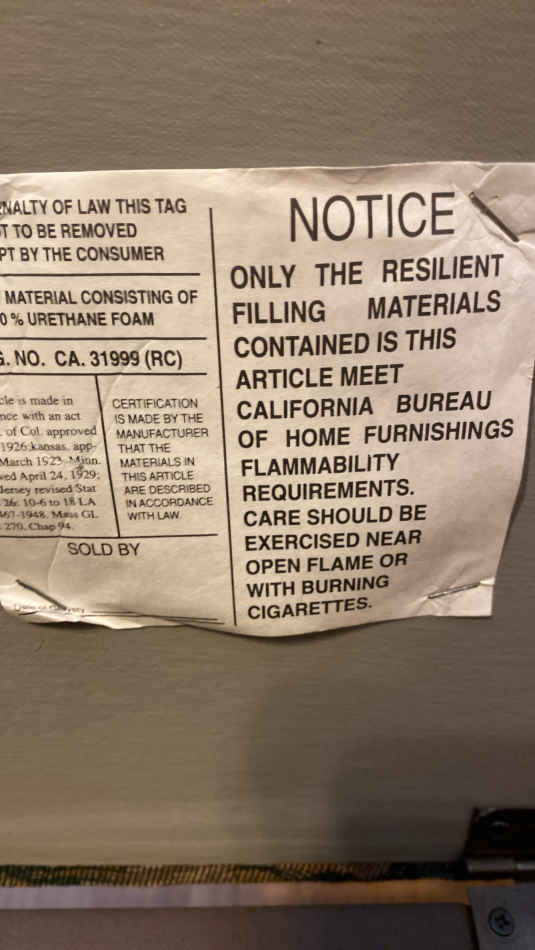 NALTY OF LAW THIS TAG
T TO BE REMOVED
PT BY THE CONSUMER
MATERIAL CONSISTING OF
0 % URETHANE FOAM
G. NO. CA. 31999 (RC)
cle is made in
nce with an act
. of Col. approved
1926;kansas, app-
March 1923-Minn.
ved April 24, 1929;
Jersey revised Stat
26: 10-6 to 18 LA
467-1948. Mass GL
270, Chap 94.
CERTIFICATION
IS MADE BY THE
MANUFACTURER
THAT THE
MATERIALS IN
THIS ARTICLE
ARE DESCRIBED
IN ACCORDANCE
WITH LAW.
SOLD BY
Date of
NOTICE
ONLY THE RESILIENT
FILLING MATERIALS
CONTAINED IS THIS
ARTICLE MEET
CALIFORNIA BUREAU
OF HOME FURNISHINGS
FLAMMABILITY
REQUIREMENTS.
CARE SHOULD BE
EXERCISED NEAR
OPEN FLAME OR
WITH BURNING
CIGARETTES.